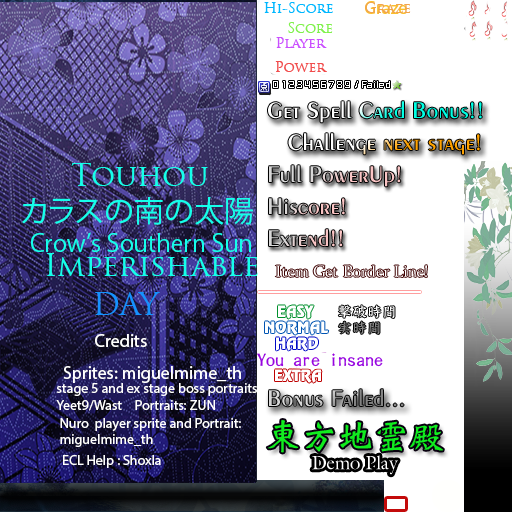 Touhou
カラスの南の太陽
Crow's Southern Sun
Imperishable
DAY
Credits
Sprites: miguelmime_th
stage 5 and ex stage boss portraits
Yeet9/Wast Portraits: ZUN
Nuro player sprite and Portrait:
miguelmime_th
ECL Help : Shoxla
Hi-Score Graze
Score
Player
Power
0123456789 / Failed ☆
Get Spell Card Bonus!!
Challenge next stage!
Full PowerUp!
Hiscore!
Extend!!
Item Get Border Line!
EASY 撃破時間
NORMAL 実時間
HARD
You are insane
EXTRA
Bonus Failed...
東方地霊殿
Demo Play